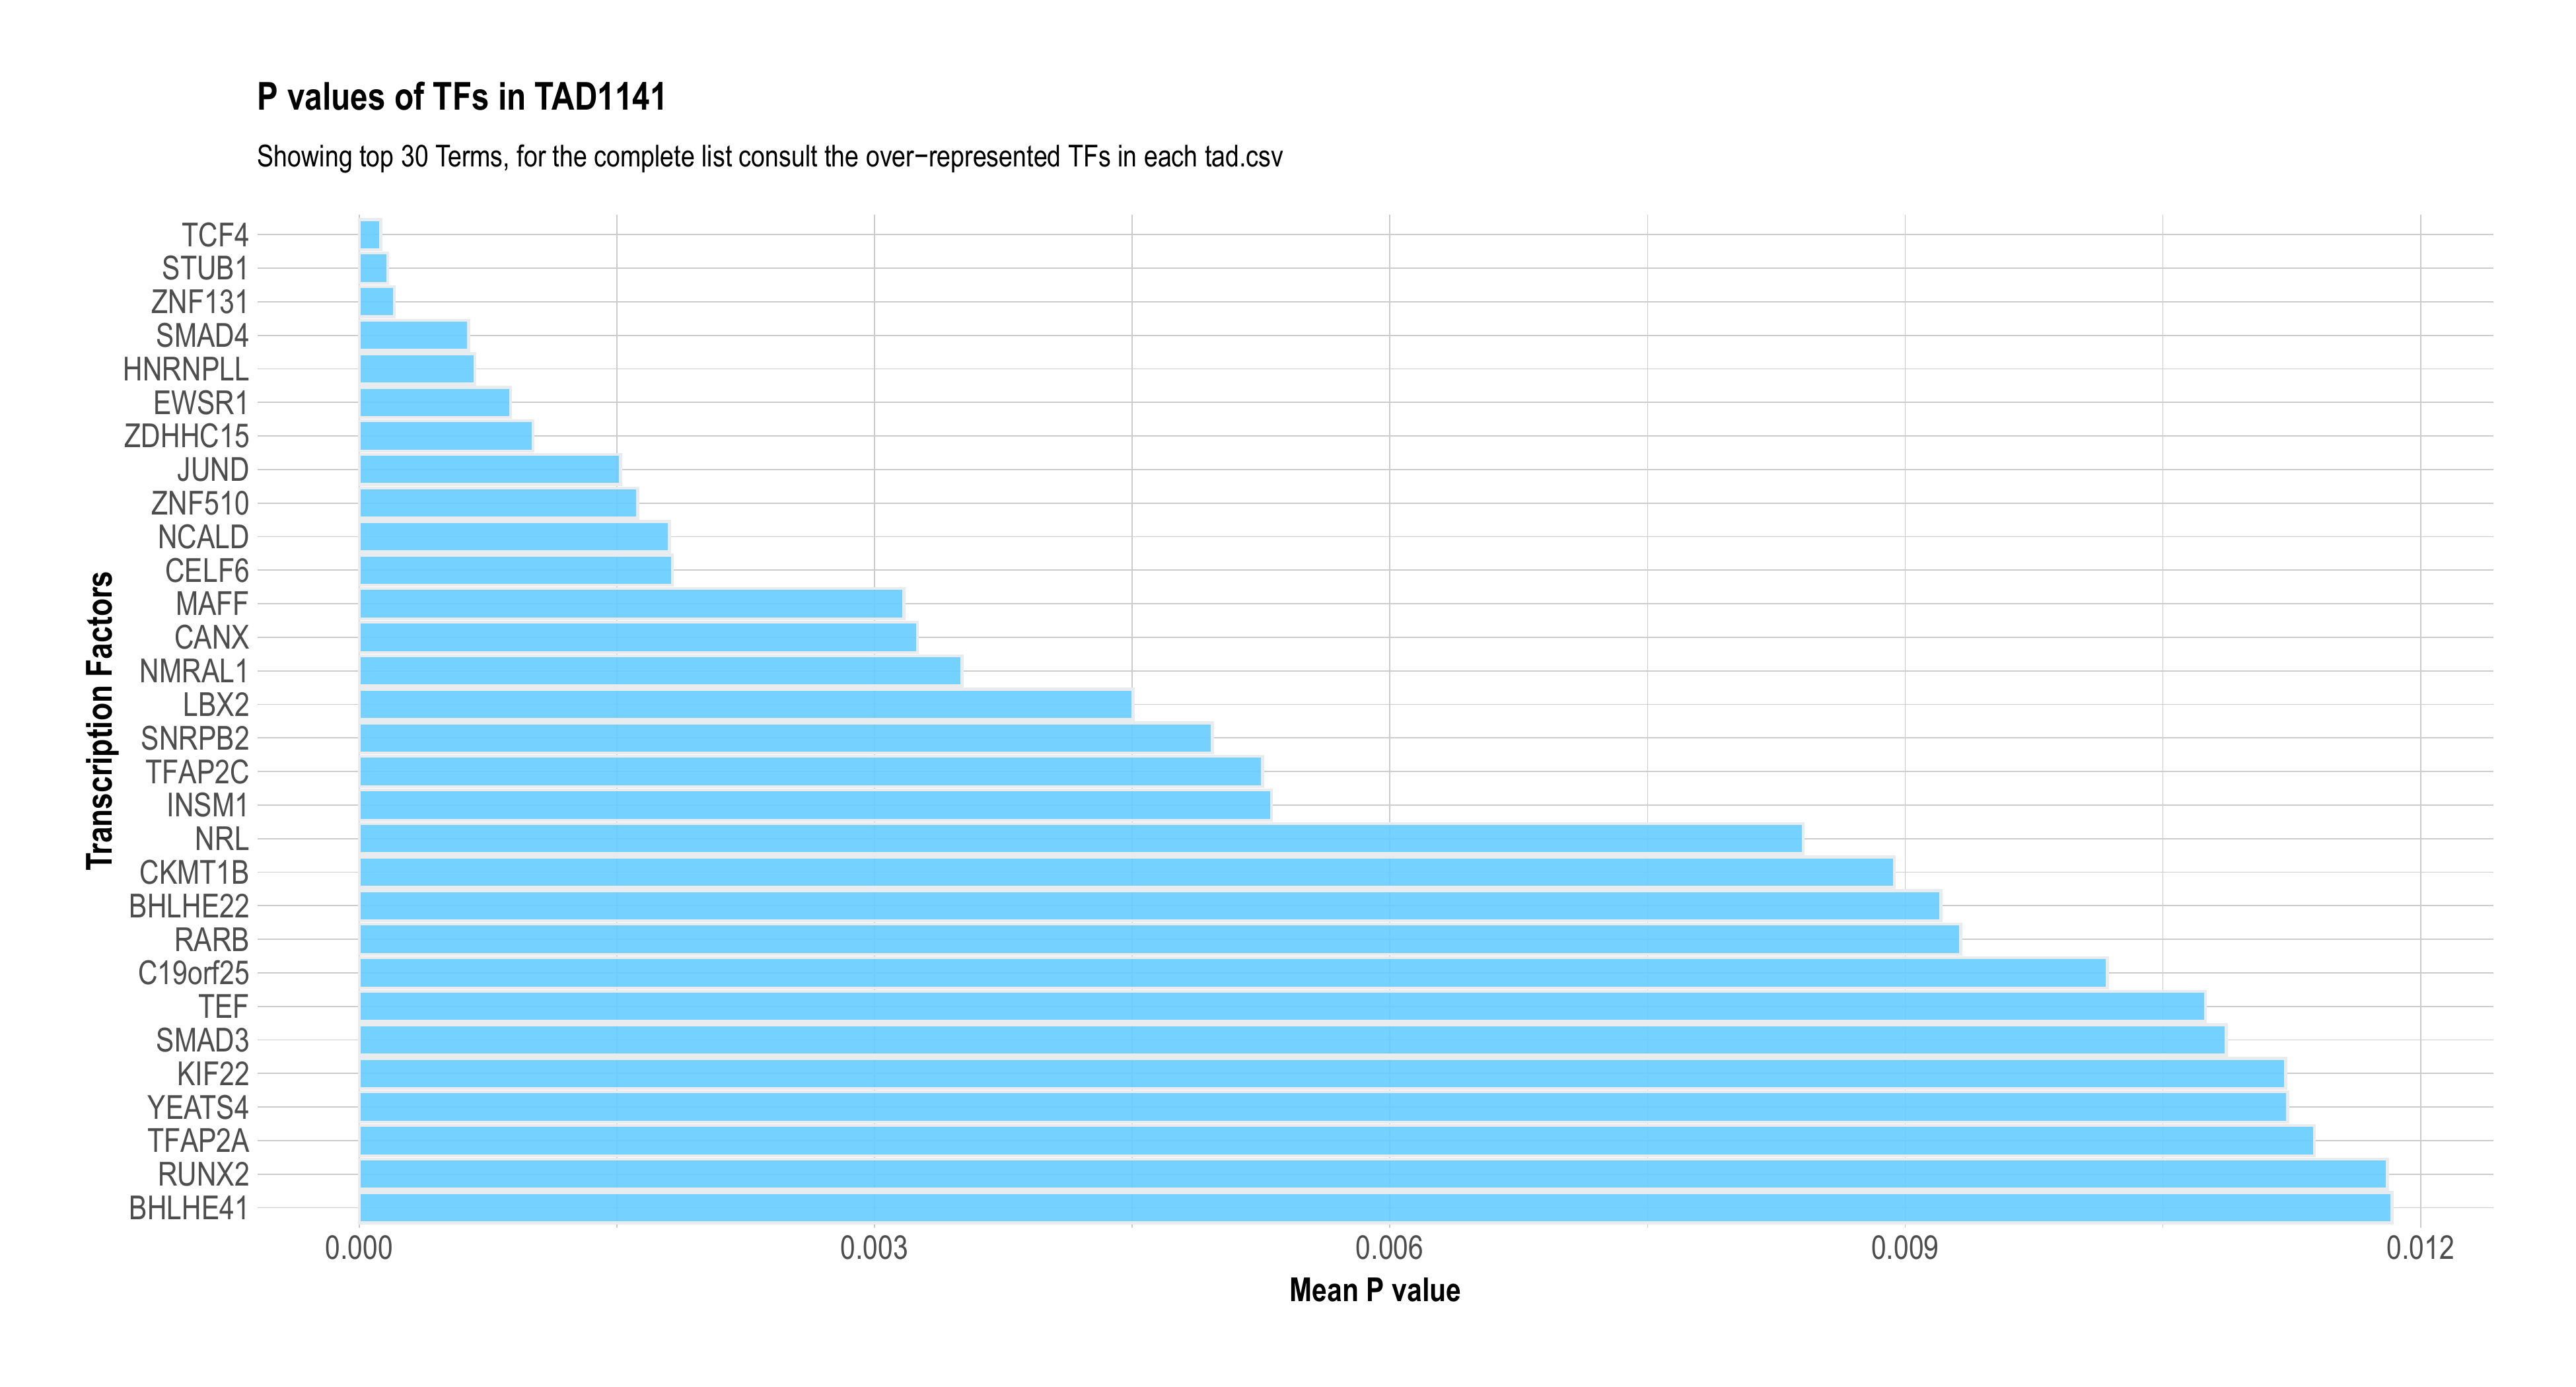 P values of TFs in TAD1141
Showing top 30 Terms, for the complete list consult the over−represented TFs in each tad.csv
Transcription Factors
TCF4
STUB1
ZNF131
SMAD4
HNRNPLL
EWSR1
ZDHHC15
JUND
ZNF510
NCALD
CELF6
MAFF
CANX
NMRAL1
LBX2
SNRPB2
TFAP2C
INSM1
NRL
CKMT1B
BHLHE22
RARB
C19orf25
TEF
SMAD3
KIF22
YEATS4
TFAP2A
RUNX2
BHLHE41
0.000 0.003 0.006 0.009 0.012
Mean P value